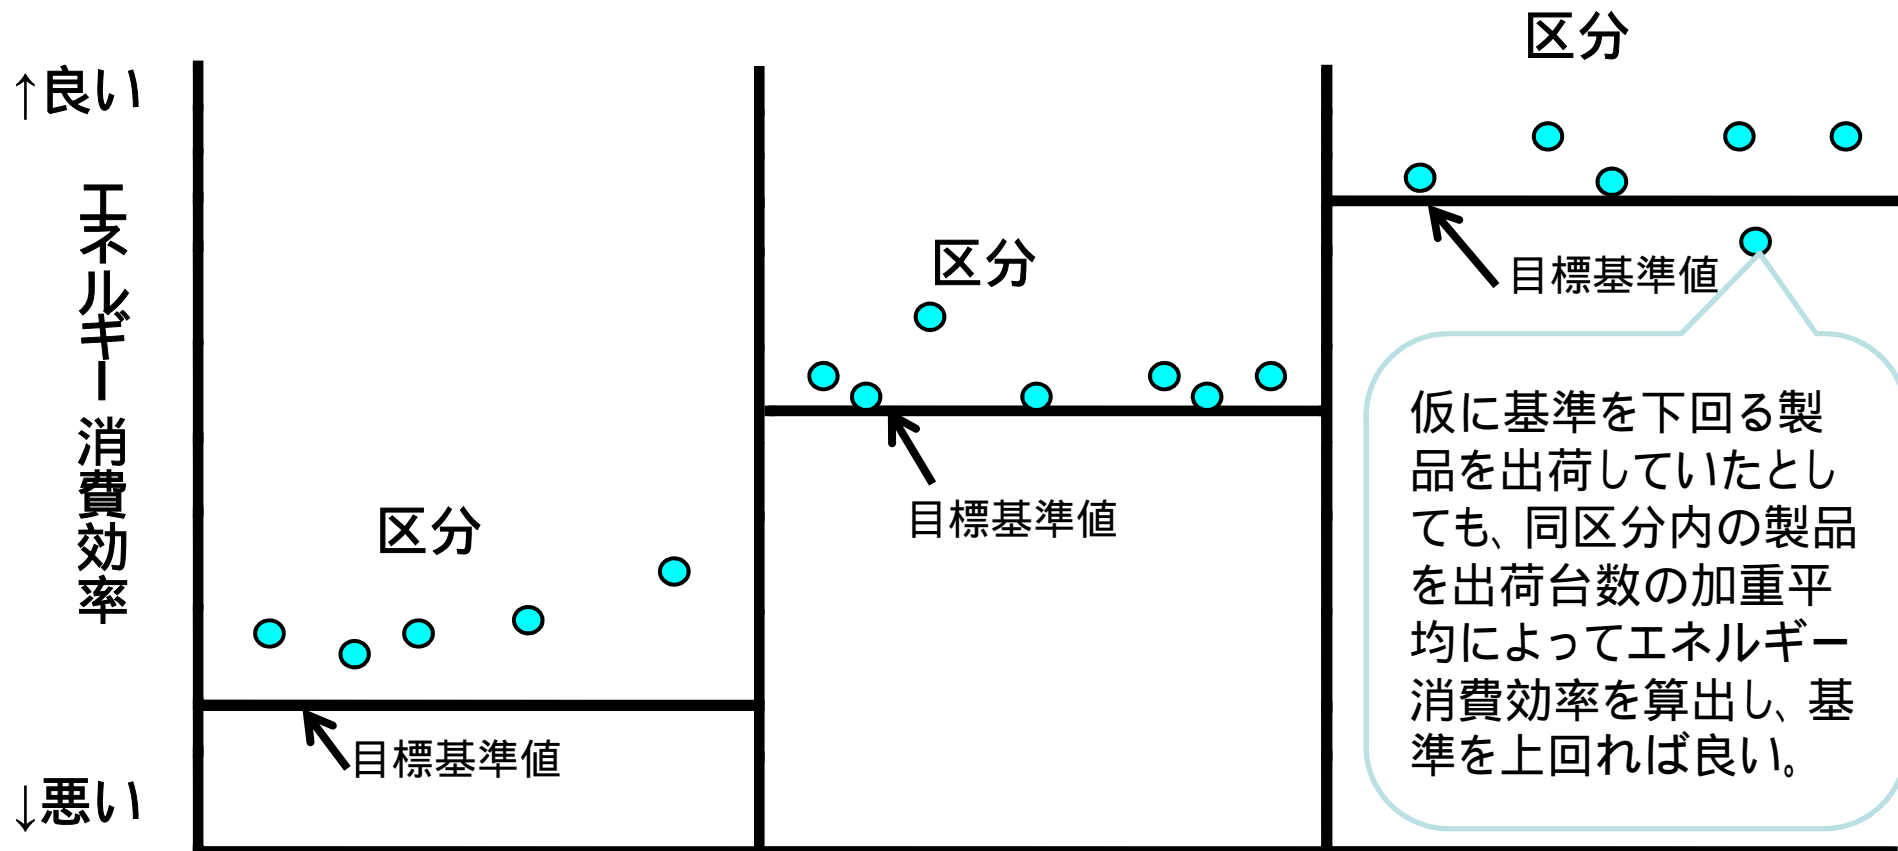 ↑良い
エネルギー消費効率
↓悪い
区分
目標基準値
区分
目標基準値
区分
目標基準値
仮に基準を下回る製
品を出荷していたとし
ても、同区分内の製品
を出荷台数の加重平
均によってエネルギー
消費効率を算出し、基
準を上回れば良い。